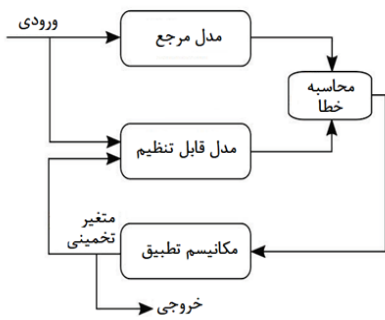 ورودی
مدل مرجع
محاسبه
خطا
مدل قابل تنظیم
متغیر
تخمینی
مکانیسم تطبیق
خروجی